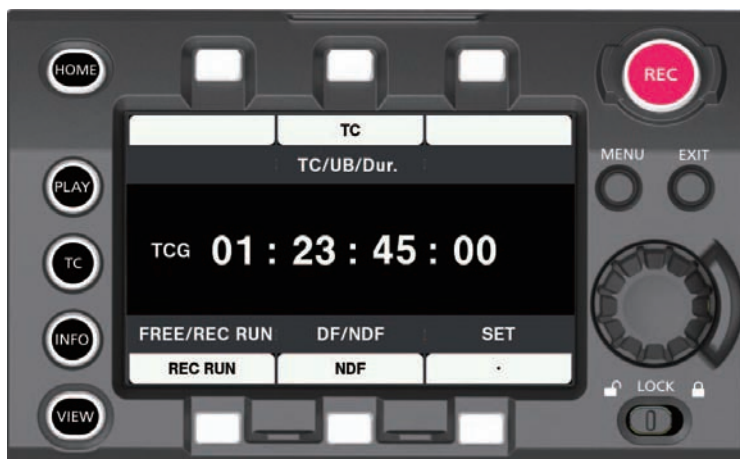 HOME
REC
TC
TC/UB/Dur.
MENU EXIT
PLAY
TCG 01 : 23 : 45 : 00
TC
INFO
FREE/REC RUN DF/NDF SET
REC RUN NDF .
LOCK
VIEW